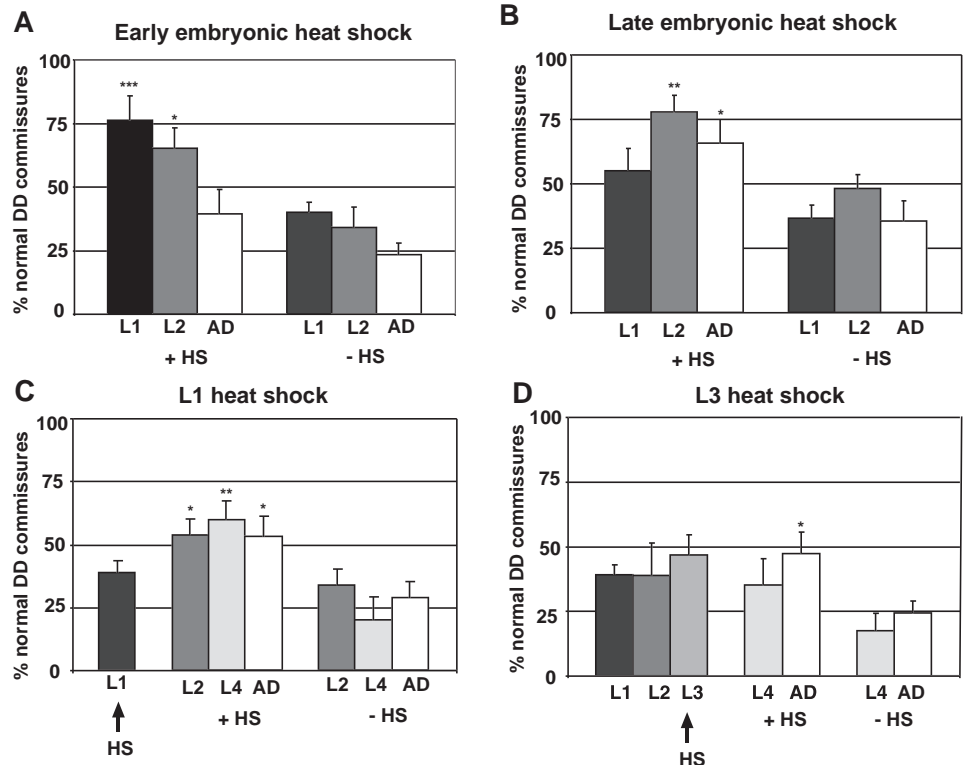 A
Early embryonic heat shock
% normal DD commissures
100
75
50
25
0
***
*
L1 L2 AD L1 L2 AD
+ HS - HS
B
Late embryonic heat shock
% normal DD commissures
100
75
50
25
0
**
*
L1 L2 AD L1 L2 AD
+ HS - HS
C
L1 heat shock
% normal DD commissures
100
75
50
25
0
* ** *
L1 L2 L4 AD L2 L4 AD
+ HS - HS
HS
D
L3 heat shock
% normal DD commissures
100
75
50
25
0
*
L1 L2 L3 L4 AD L4 AD
+ HS - HS
HS